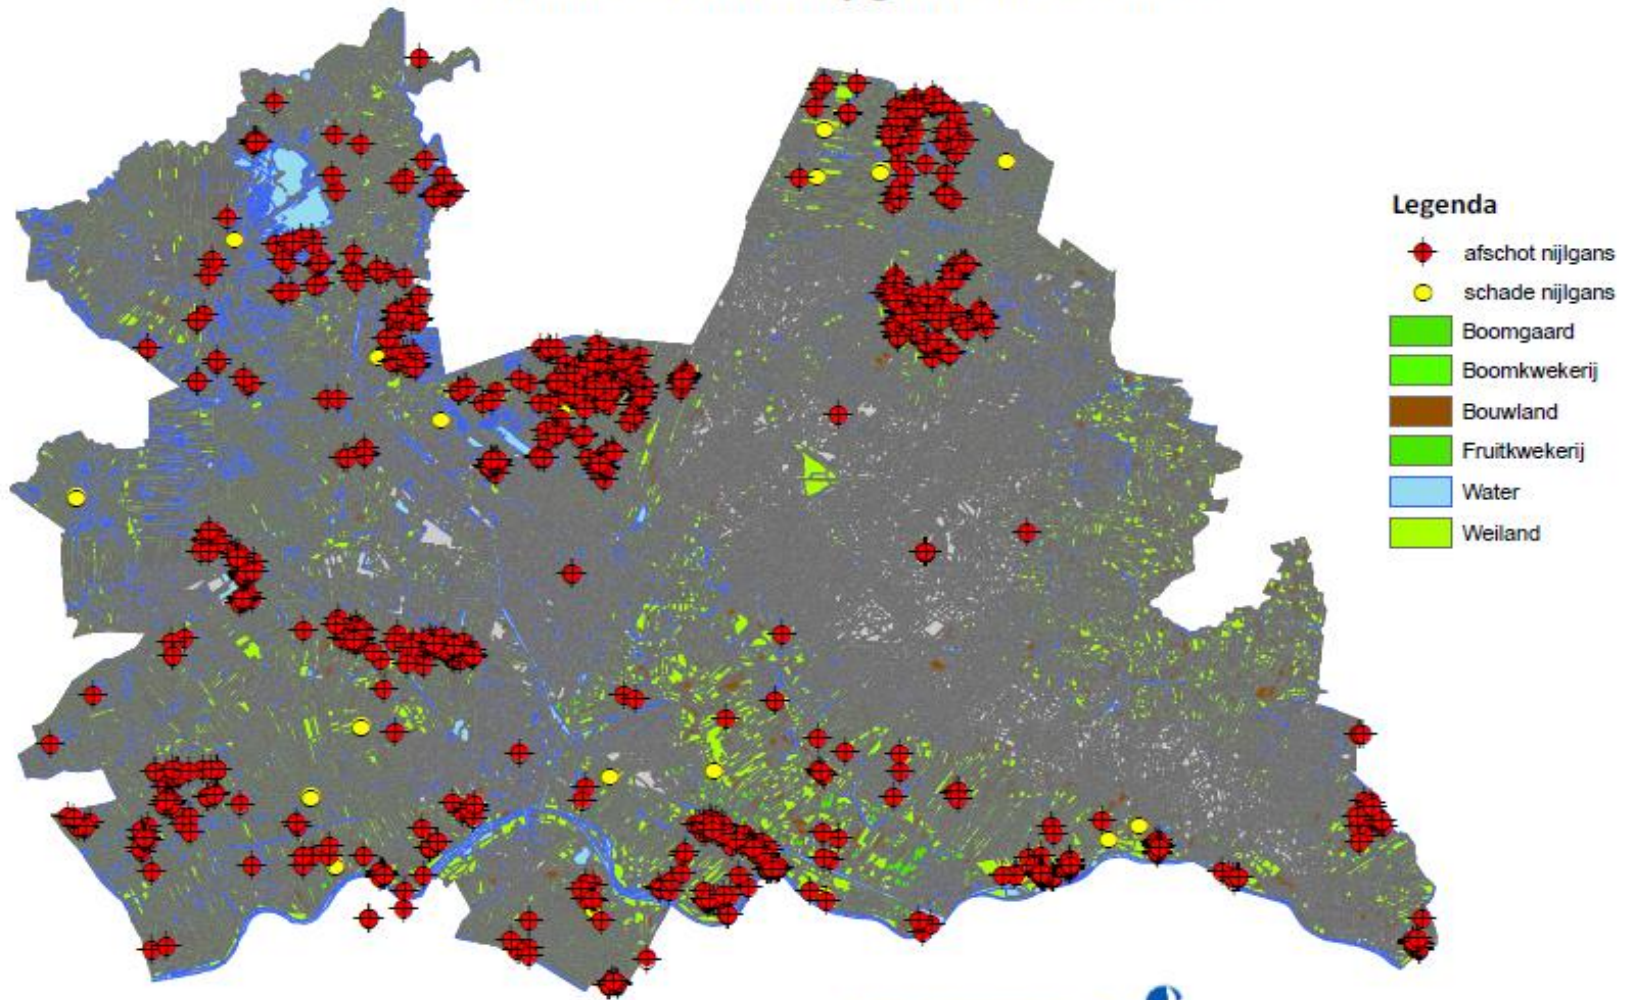 Legenda
afschot nijlgans
schade nijlgans
Boomgaard
Boomkwekerij
Bouwland
Fruitkwekerij
Water
Weiland